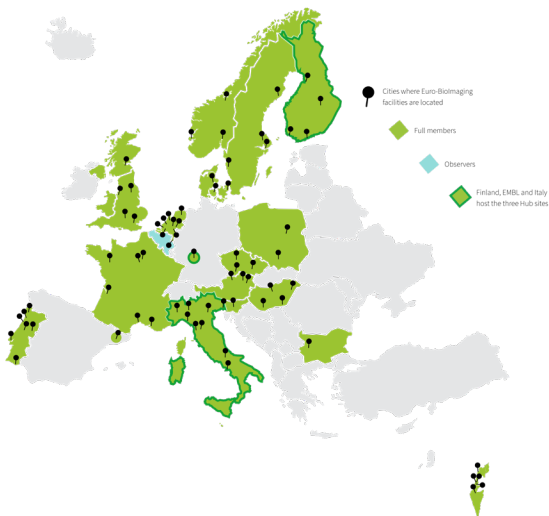 Cities where Euro-BioImaging
facilities are located
Full members
Observers
Finland, EMBL and Italy
host the three Hub sites